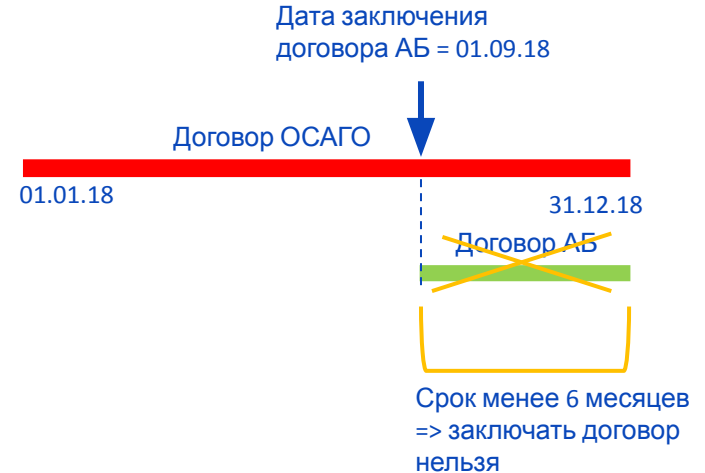 Дата заключения
договора АБ = 01.09.18
Договор ОСАГО
01.01.18
31.12.18
Договор АБ
Срок менее 6 месяцев
=> заключать договор
нельзя